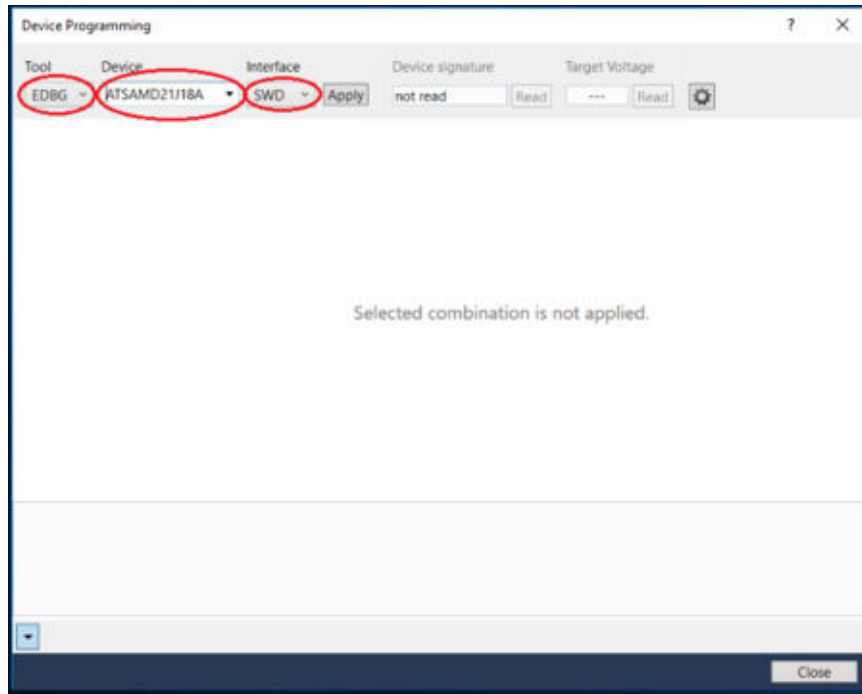 Device Programming ? ×
Tool Device Interface Device signature Target Voltage
EDBG ATSAMD21J18A SWD Apply not read Read --- Read
Selected combination is not applied.
Close